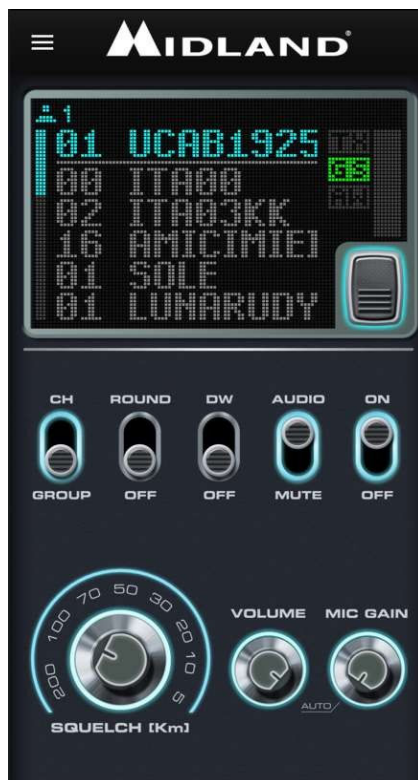 MIDLAND®
1
01 UCAB1925 TX
GS
00 ITA00 RX
02 ITA03KK
16 AMICIMIEI
01 SOLE
01 LUNARUDY
CH ROUND DW AUDIO ON
GROUP OFF OFF MUTE OFF
200 100 70 50 30 20 10 5
VOLUME MIC GAIN
AUTO
SQUELCH [Km]